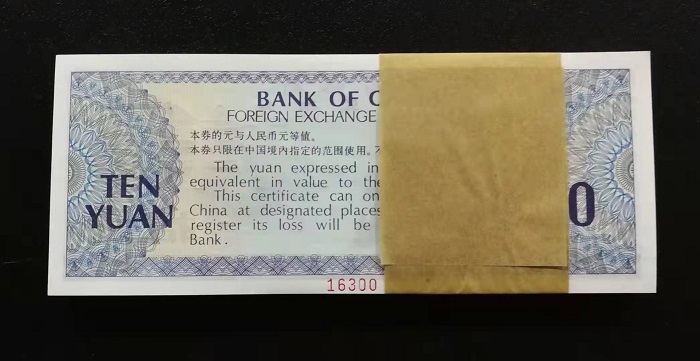 BANK OF C
FOREIGN EXCHANGE
本券的元与人民币元等值。
本券只限在中国境内指定的范围使用。
The yuan expressed in
equivalent in value to the
This certificate can on
China at designated places
register its loss will be
Bank.
TEN
YUAN
0
16300